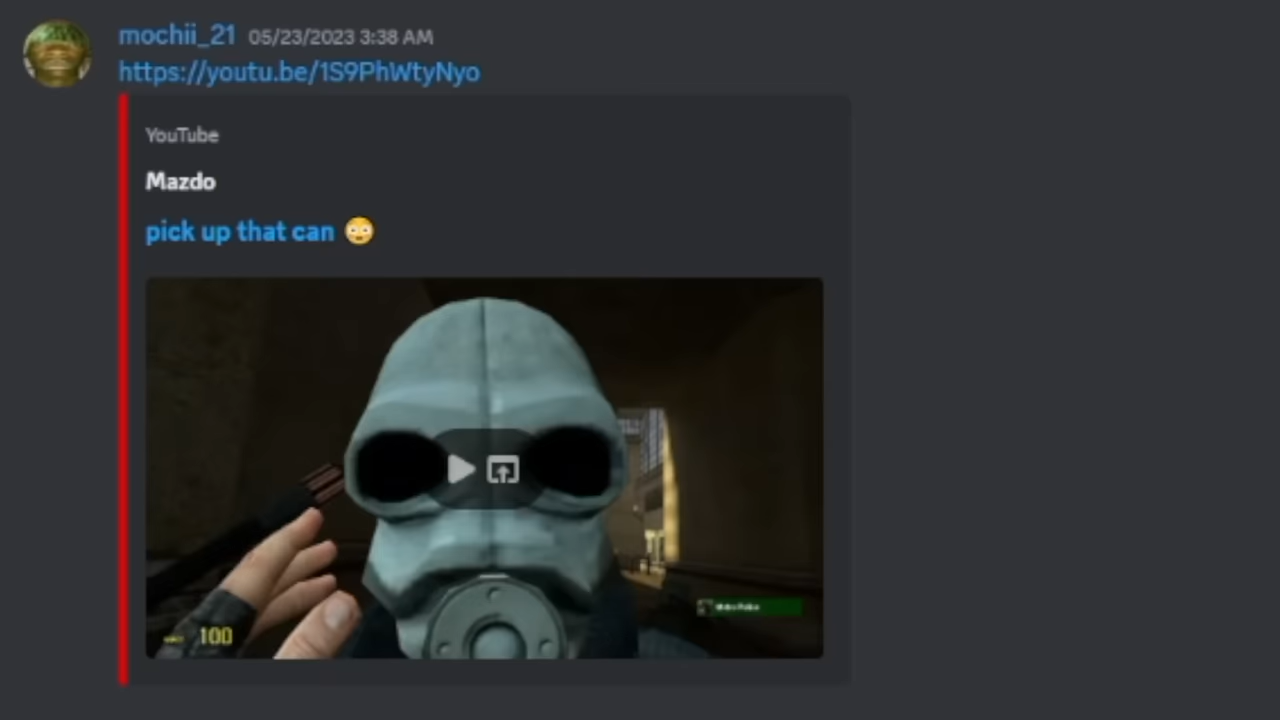 mochii_21 05/23/2023 3:38 AM
https://youtu.be/1S9PhWtyNyo
YouTube
Mazdo
pick up that can 😳
100